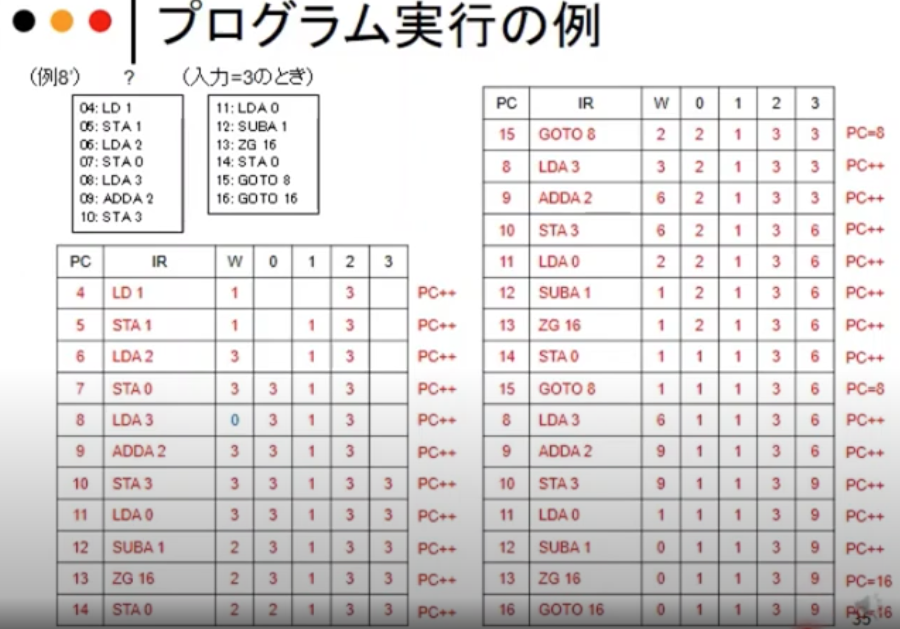 プログラム実行の例
(例8') ? (入力=3のとき)
04: LD 1
05: STA 1
06: LDA 2
07: STA 0
08: LDA 3
09: ADDA 2
10: STA 3
11: LDA 0
12: SUBA 1
13: ZG 16
14: STA 0
15: GOTO 8
16: GOTO 16
PC IR W 0 1 2 3
4 LD 1 1 3 PC++
5 STA 1 1 1 3 PC++
6 LDA 2 3 1 3 PC++
7 STA 0 3 3 1 3 PC++
8 LDA 3 0 3 1 3 PC++
9 ADDA 2 3 3 1 3 PC++
10 STA 3 3 3 1 3 3 PC++
11 LDA 0 3 3 1 3 3 PC++
12 SUBA 1 2 3 1 3 3 PC++
13 ZG 16 2 3 1 3 3 PC++
14 STA 0 2 2 1 3 3 PC++
PC IR W 0 1 2 3
15 GOTO 8 2 2 1 3 3 PC=8
8 LDA 3 3 2 1 3 3 PC++
9 ADDA 2 6 2 1 3 3 PC++
10 STA 3 6 2 1 3 6 PC++
11 LDA 0 2 2 1 3 6 PC++
12 SUBA 1 1 2 1 3 6 PC++
13 ZG 16 1 2 1 3 6 PC++
14 STA 0 1 1 1 3 6 PC++
15 GOTO 8 1 1 1 3 6 PC=8
8 LDA 3 6 1 1 3 6 PC++
9 ADDA 2 9 1 1 3 6 PC++
10 STA 3 9 1 1 3 9 PC++
11 LDA 0 1 1 1 3 9 PC++
12 SUBA 1 0 1 1 3 9 PC++
13 ZG 16 0 1 1 3 9 PC=16
16 GOTO 16 0 1 1 3 9 PC=16
35